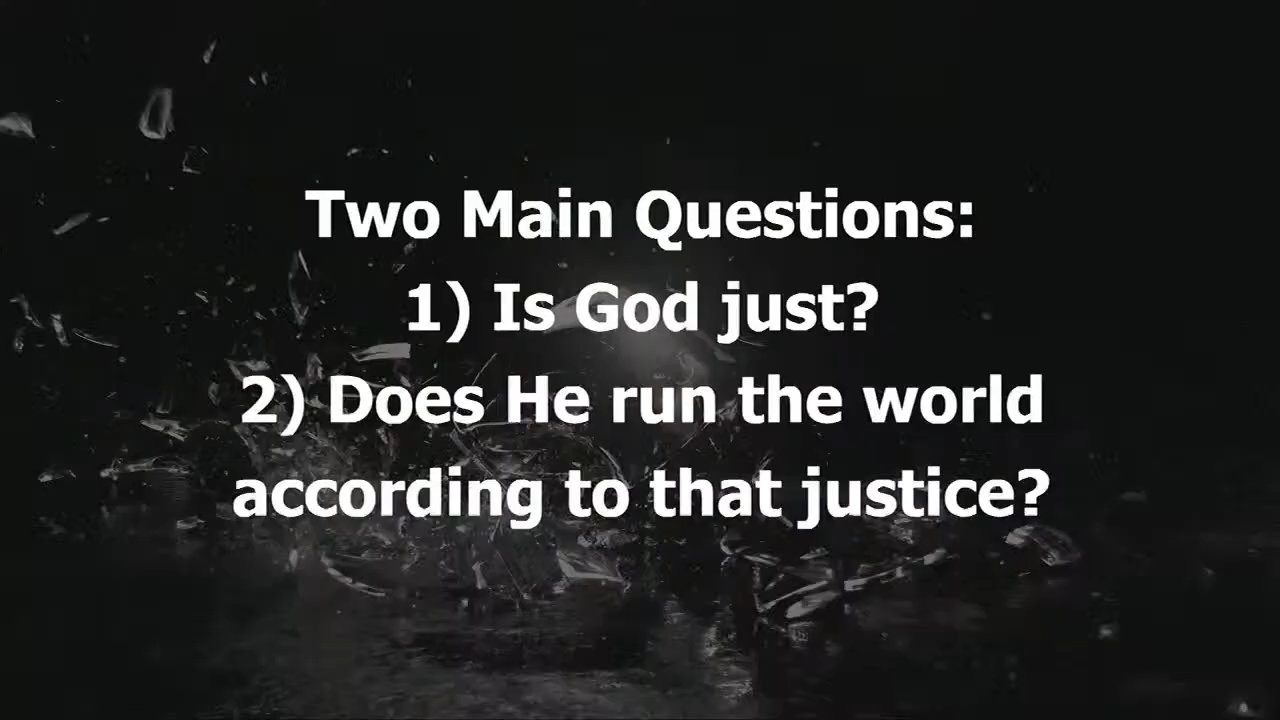 Two Main Questions:
1) Is God just?
2) Does He run the world
according to that justice?